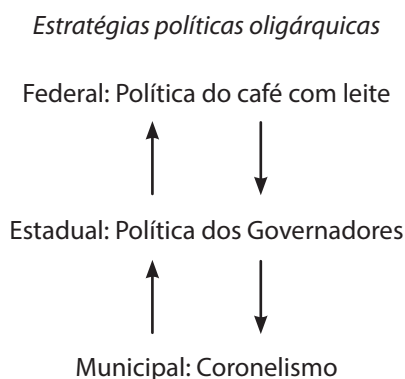 Estratégias políticas oligárquicas
Federal: Política do café com leite
Estadual: Política dos Governadores
Municipal: Coronelismo